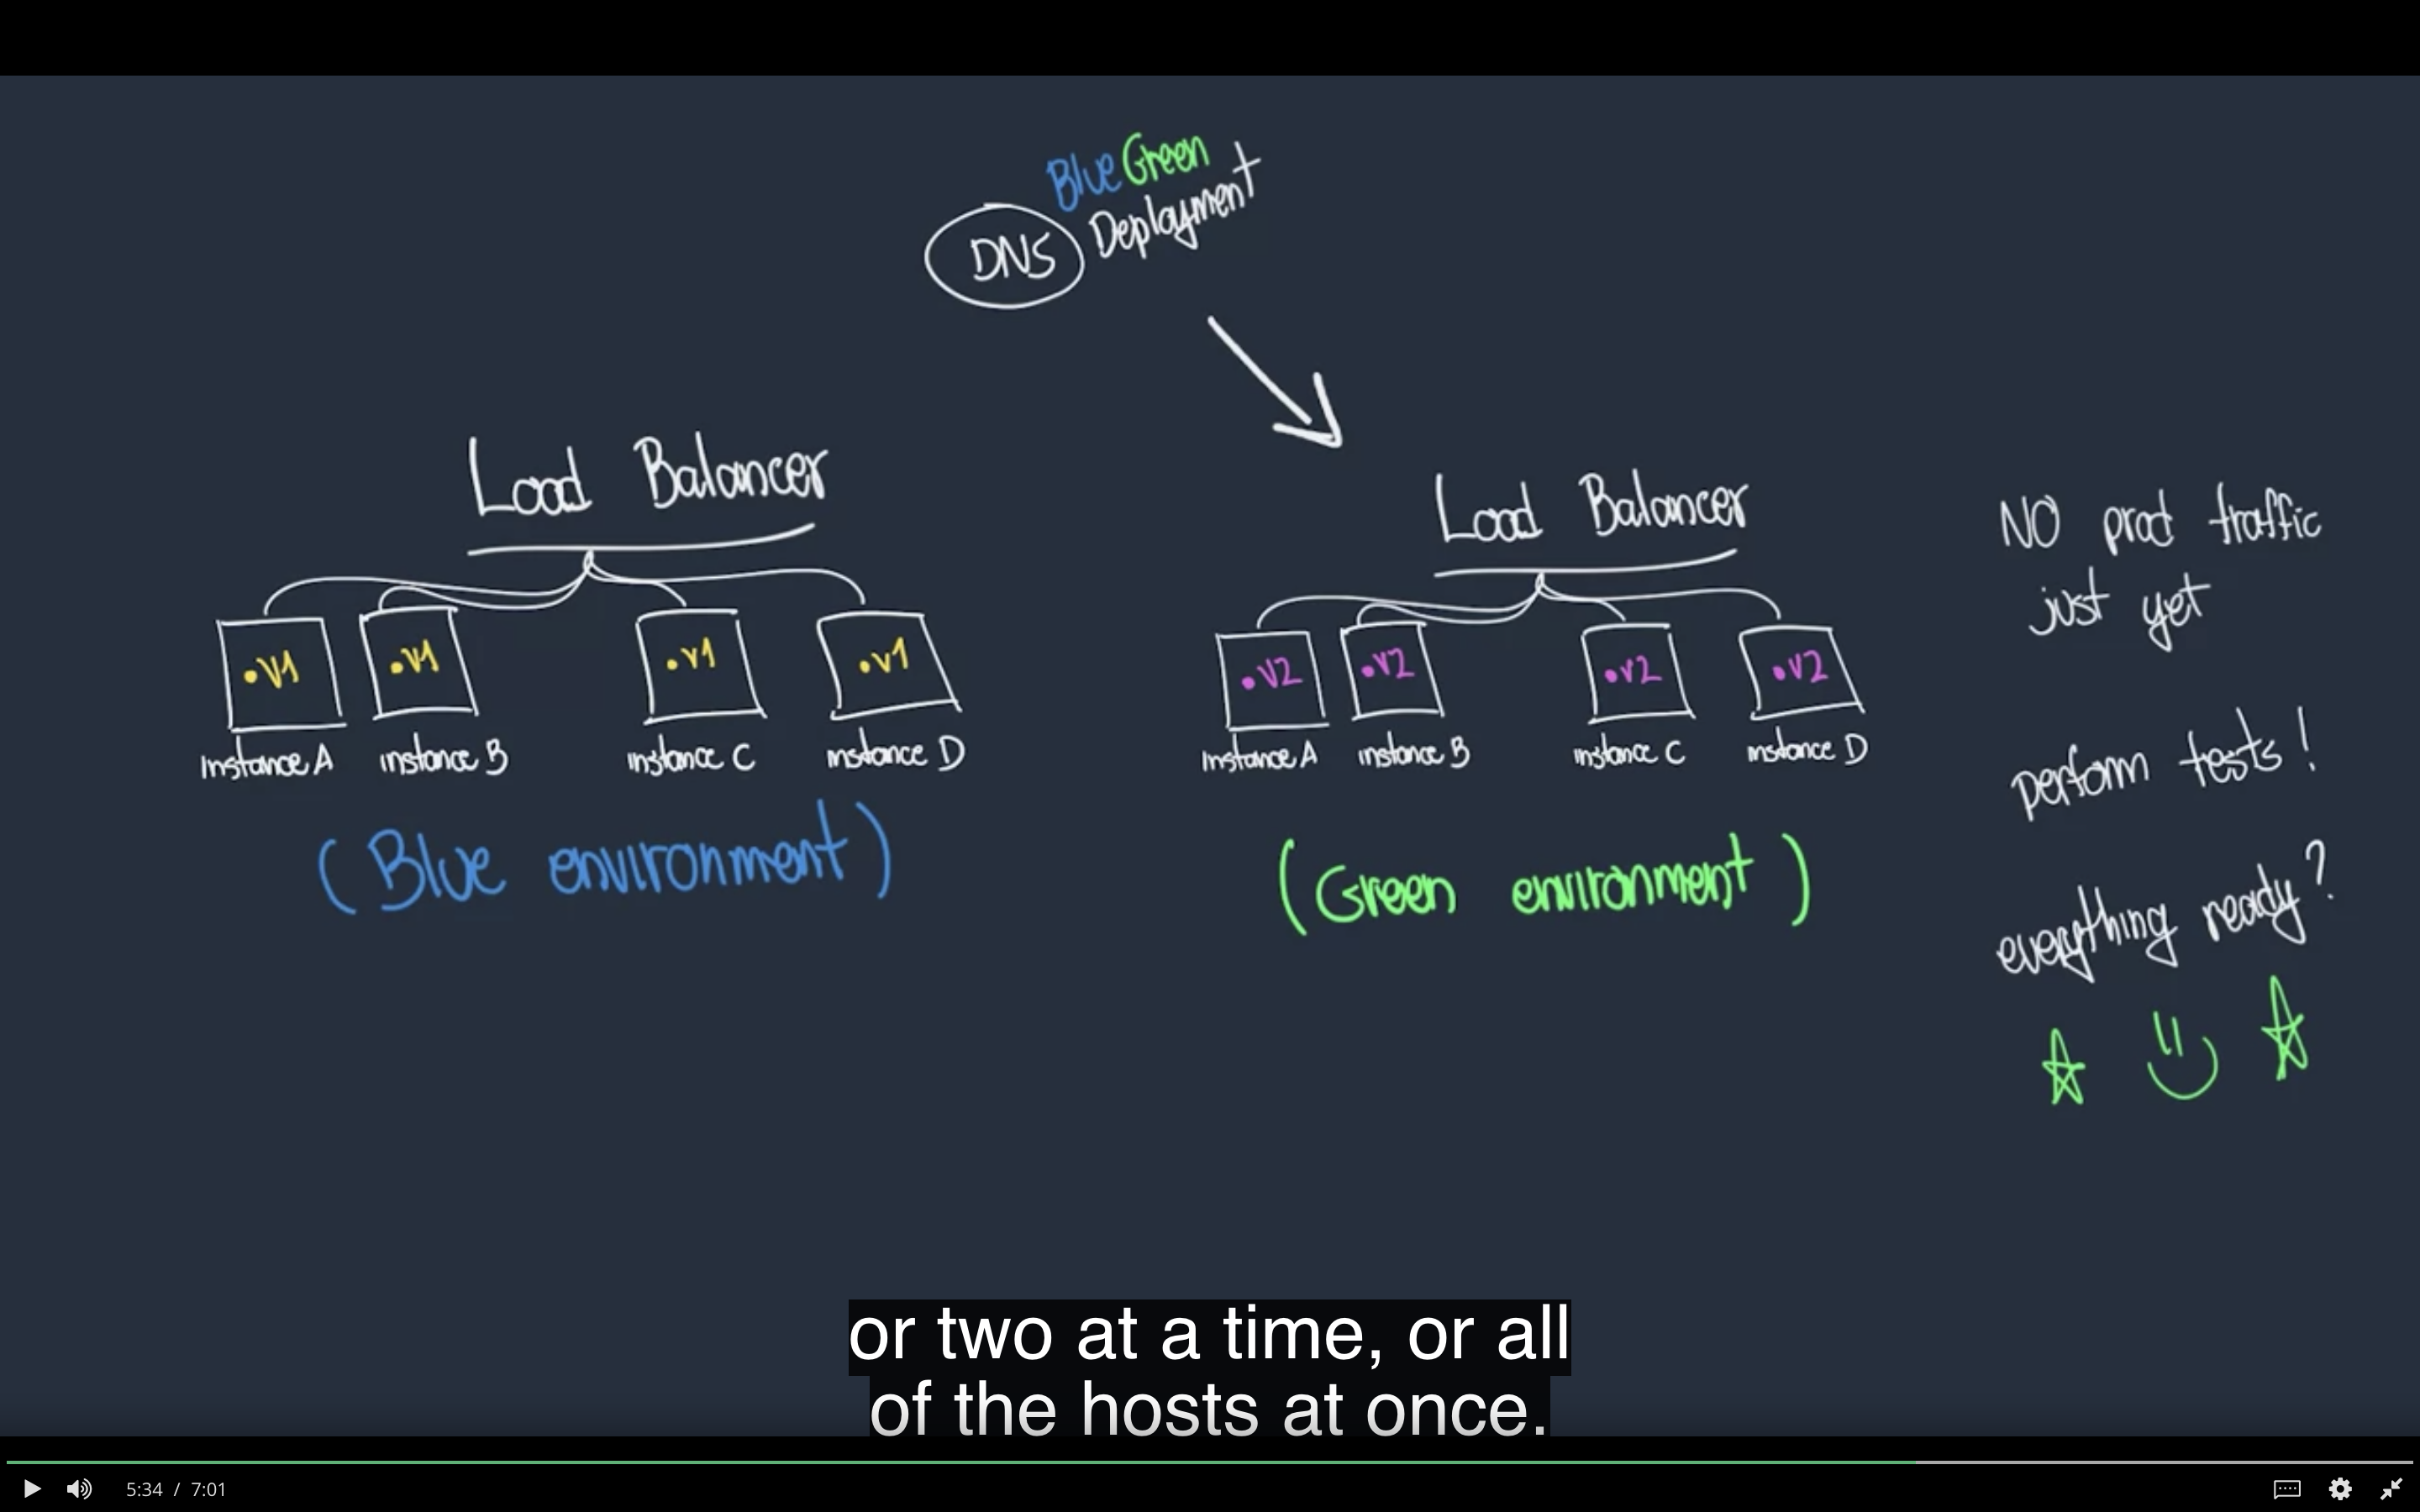 Blue Green
Deployment
DNS
Load Balancer
•V1
•V1
•V1
•V1
instance A
instance B
instance C
instance D
(Blue environment)
Load Balancer
•V2
•V2
•V2
•V2
instance A
instance B
instance C
instance D
(Green environment)
NO prod traffic
just yet
perform tests!
everything ready?
or two at a time, or all
of the hosts at once.
5:34 / 7:01